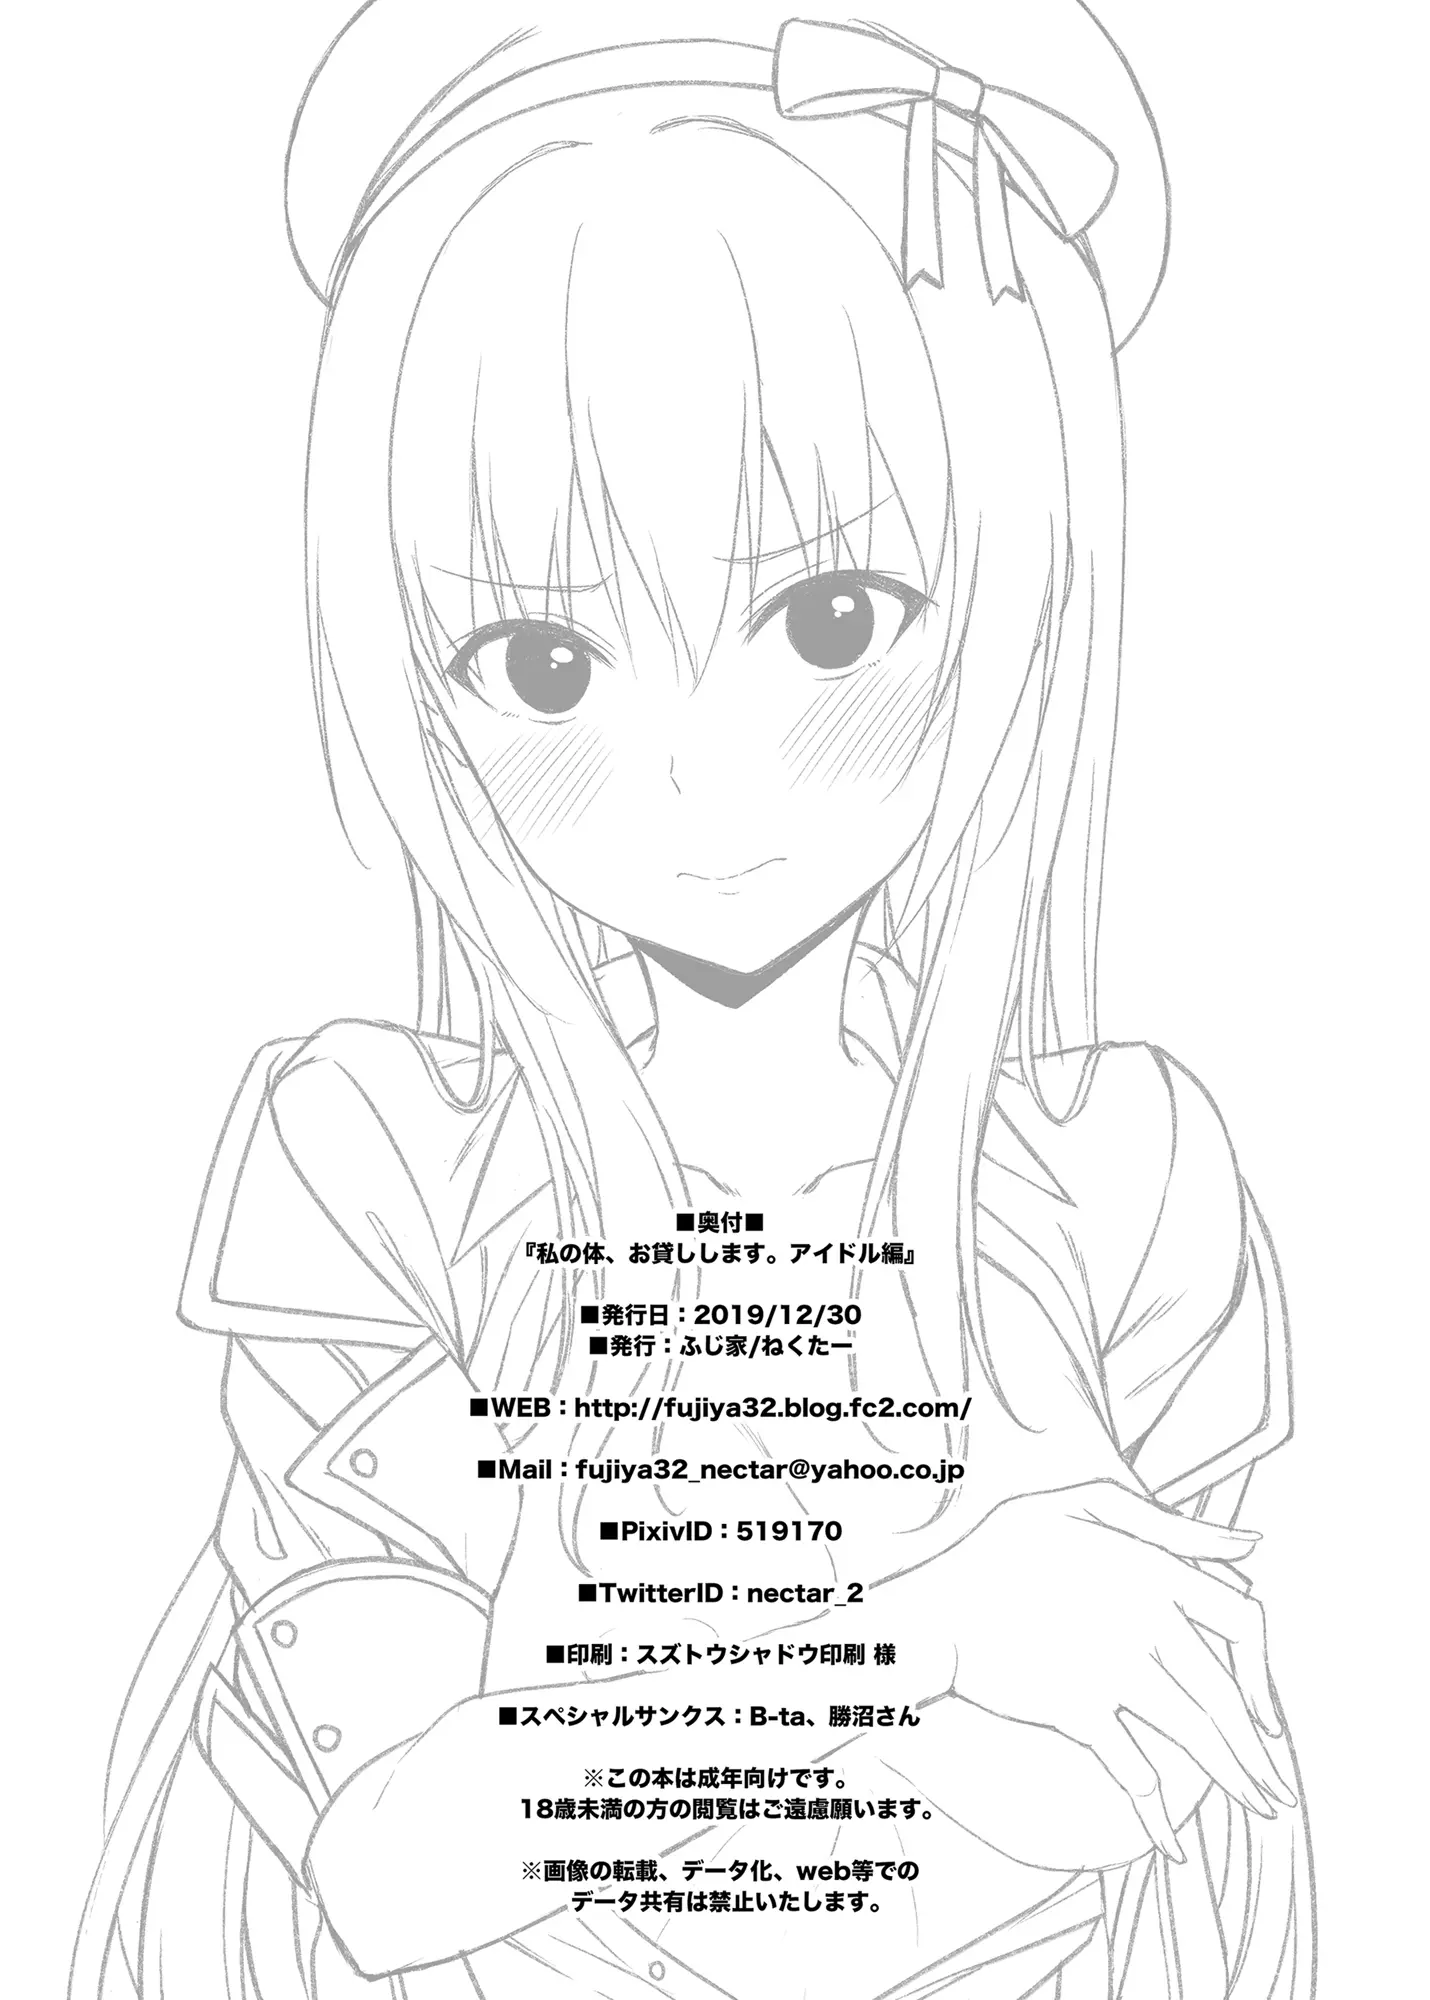 ■奥付■
『私の体、お貸しします。アイドル編』
■発行日：2019/12/30
■発行：ふじ家/ねくたー
■WEB：http://fujiya32.blog.fc2.com/
■Mail：fujiya32_nectar@yahoo.co.jp
■PixivID：519170
■TwitterID：nectar_2
■印刷：スズトウシャドウ印刷 様
■スペシャルサンクス：B-ta、勝沼さん
※この本は成年向けです。
18歳未満の方の閲覧はご遠慮願います。
※画像の転載、データ化、web等での
データ共有は禁止いたします。